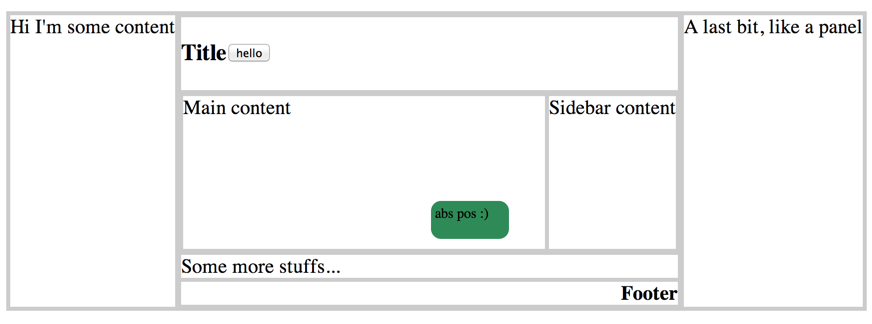 Hi I'm some content
Title hello
Main content
abs pos :)
Sidebar content
Some more stuffs...
Footer
A last bit, like a panel